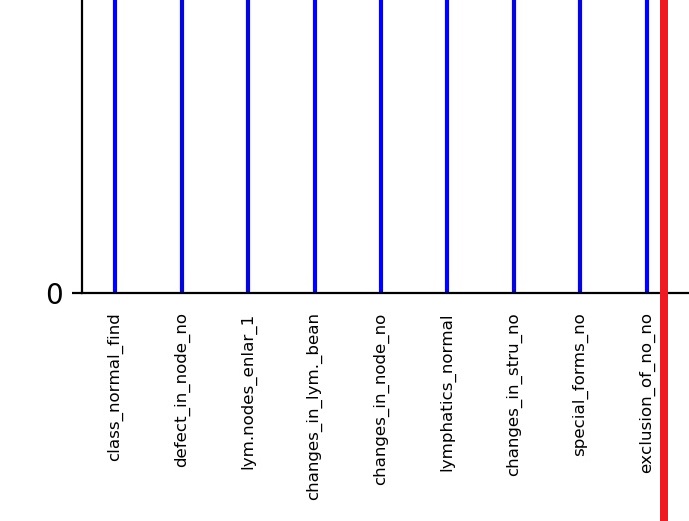 0
class_normal_find
defect_in_node_no
lym.nodes_enlar_1
changes_in_lym._bean
changes_in_node_no
lymphatics_normal
changes_in_stru_no
special_forms_no
exclusion_of_no_no